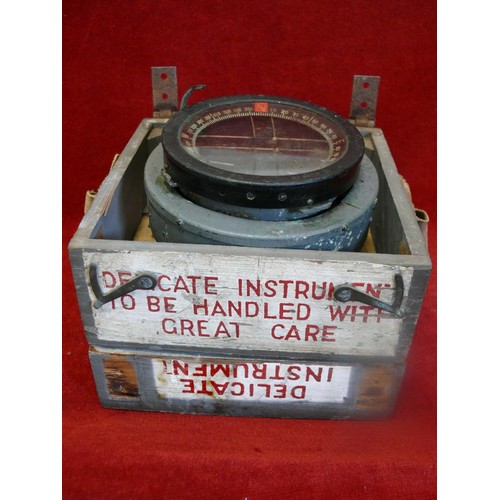 DELICATE INSTRUMENT
TO BE HANDLED WITH
GREAT CARE
DELICATE
INSTRUMENT